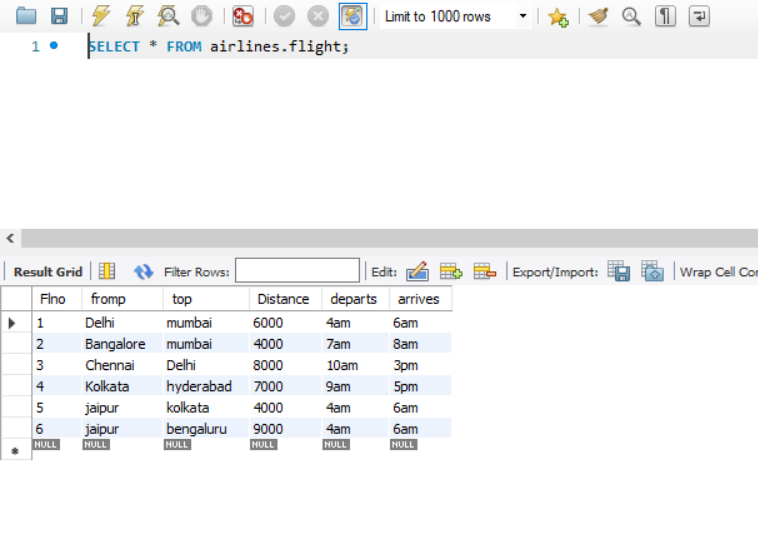 Limit to 1000 rows
1 SELECT * FROM airlines.flight;
Result Grid Filter Rows: Edit: Export/Import: Wrap Cell Con
Flno fromp top Distance departs arrives
1 Delhi mumbai 6000 4am 6am
2 Bangalore mumbai 4000 7am 8am
3 Chennai Delhi 8000 10am 3pm
4 Kolkata hyderabad 7000 9am 5pm
5 jaipur kolkata 4000 4am 6am
6 jaipur bengaluru 9000 4am 6am
NULL NULL NULL NULL NULL NULL